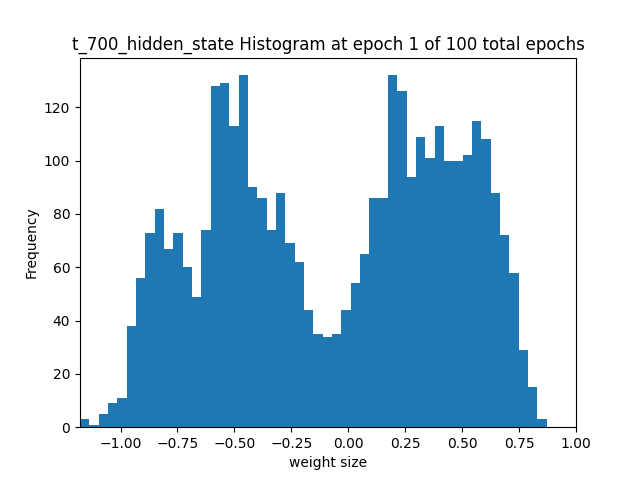 t_700_hidden_state Histogram at epoch 1 of 100 total epochs
120
100
80
60
40
20
0
Frequency
−1.00 −0.75 −0.50 −0.25 0.00 0.25 0.50 0.75 1.00
weight size